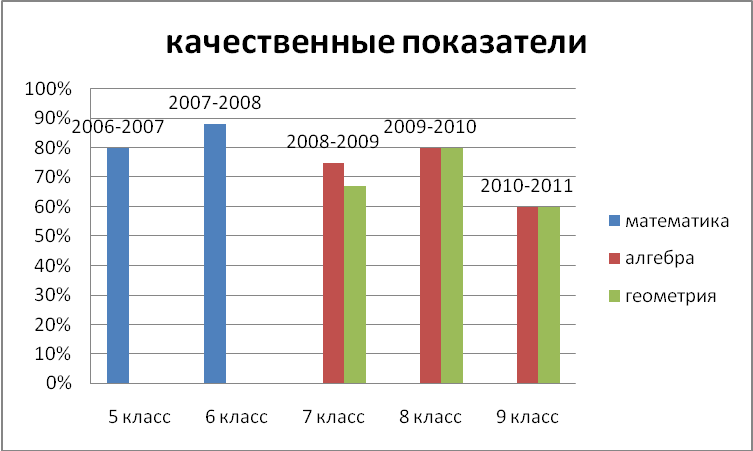 качественные показатели
100%
90%
80%
70%
60%
50%
40%
30%
20%
10%
0%
2006-2007
2007-2008
2008-2009
2009-2010
2010-2011
5 класс
6 класс
7 класс
8 класс
9 класс
математика
алгебра
геометрия